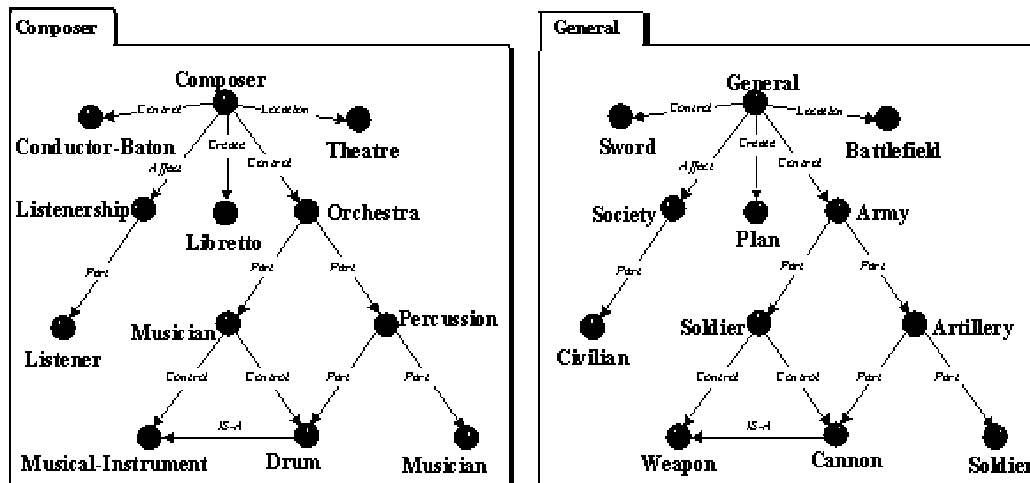 Composer
Composer
Control
Location
Conductor-Baton
Theatre
Create
Affect
Control
Listenership
Libretto
Orchestra
Part
Part
Part
Listener
Musician
Percussion
Control
Control
Part
Part
IS-A
Musical-Instrument
Drum
Musician
General
General
Control
Location
Sword
Battlefield
Create
Affect
Control
Society
Plan
Army
Part
Part
Part
Civilian
Soldier
Artillery
Control
Control
Part
Part
IS-A
Weapon
Cannon
Soldier